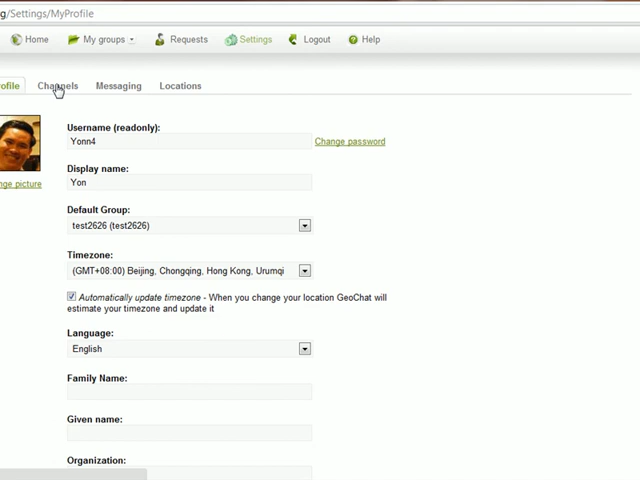 g/Settings/MyProfile
Home My groups Requests Settings Logout Help
ofile Channels Messaging Locations
Username (readonly):
Yonn4 Change password
Display name:
Yon
nge picture
Default Group:
test2626 (test2626)
Timezone:
(GMT+08:00) Beijing, Chongqing, Hong Kong, Urumqi
Automatically update timezone - When you change your location GeoChat will
estimate your timezone and update it
Language:
English
Family Name:
Given name:
Organization: